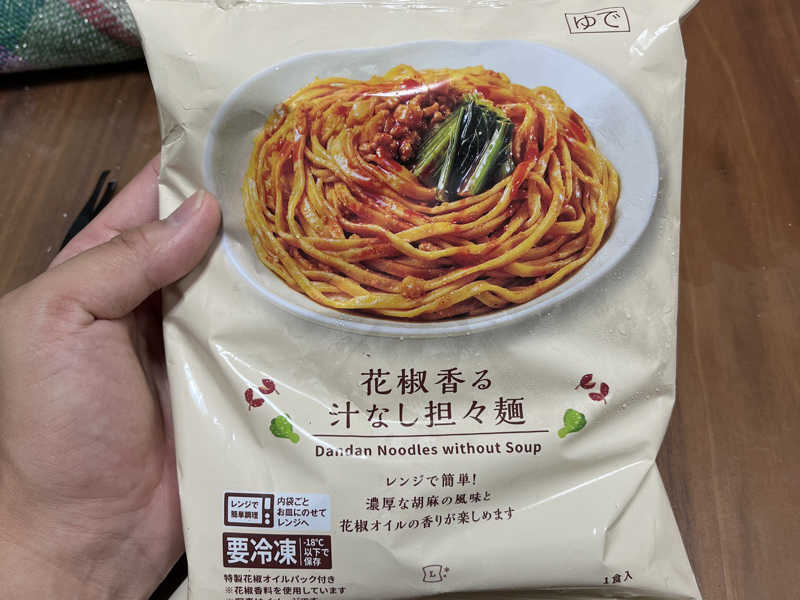 ゆで
花椒香る
汁なし担々麺
Dandan Noodles without Soup
レンジで簡単!
濃厚な胡麻の風味と
花椒オイルの香りが楽しめます
レンジで
簡単調理
内袋ごと
お皿にのせて
レンジへ
要冷凍
-18℃
以下で
保存
特製花椒オイルパック付き
※花椒香料を使用しています
L
1食入